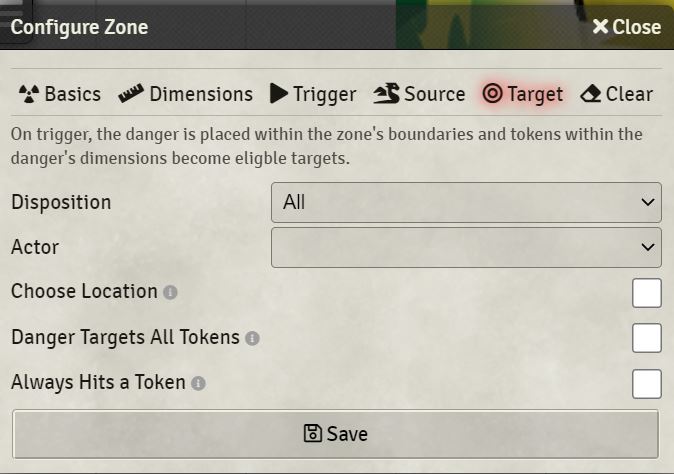 Configure Zone
Close
Basics Dimensions Trigger Source Target Clear
On trigger, the danger is placed within the zone's boundaries and tokens within the
danger's dimensions become eligble targets.
Disposition All
Actor
Choose Location
Danger Targets All Tokens
Always Hits a Token
Save